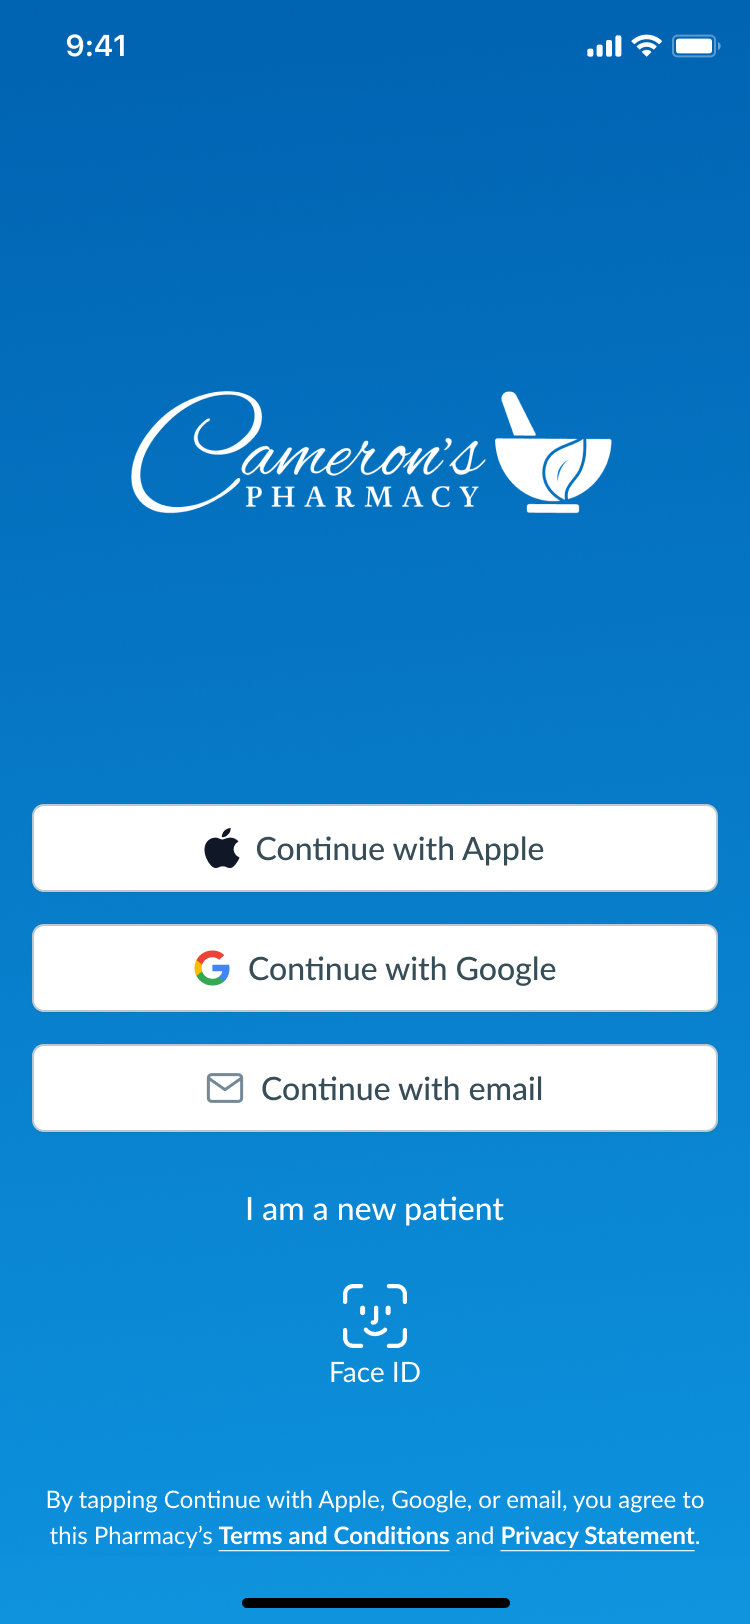 9:41
Cameron's
PHARMACY
Continue with Apple
Continue with Google
Continue with email
I am a new patient
Face ID
By tapping Continue with Apple, Google, or email, you agree to
this Pharmacy’s Terms and Conditions and Privacy Statement.